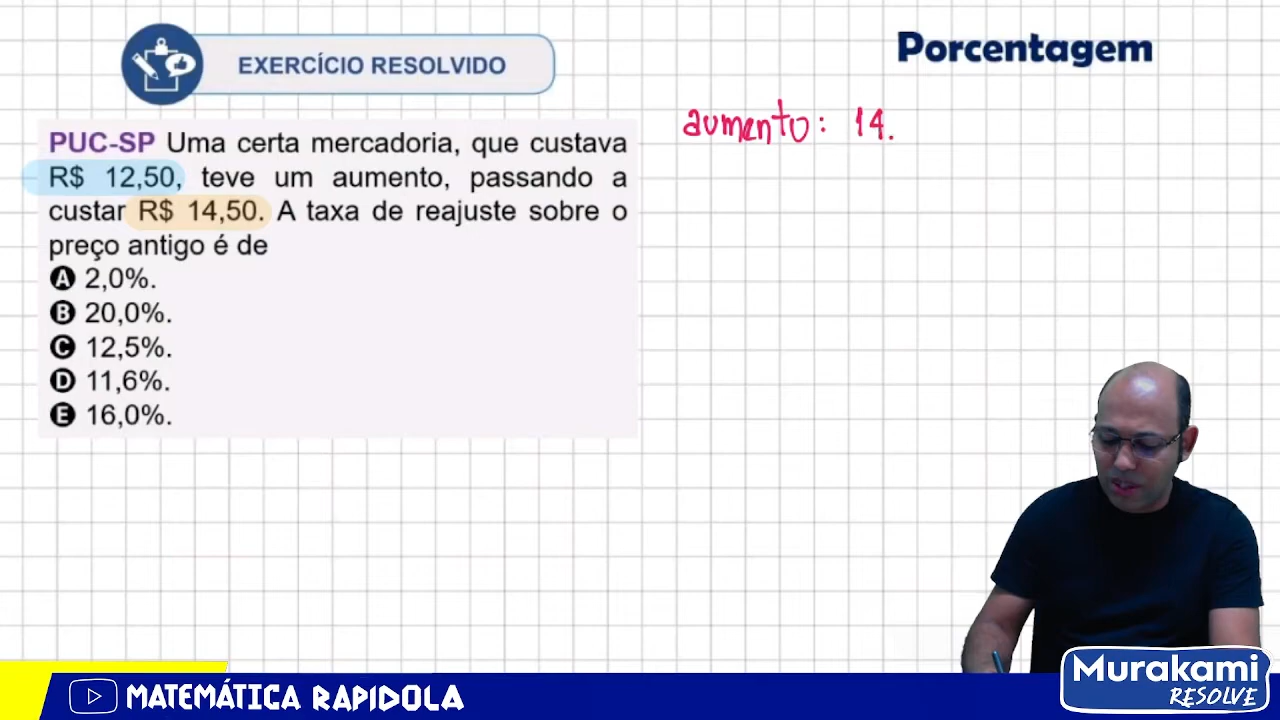 EXERCÍCIO RESOLVIDO
Porcentagem
aumento: 14.
PUC-SP Uma certa mercadoria, que custava
R$ 12,50, teve um aumento, passando a
custar R$ 14,50. A taxa de reajuste sobre o
preço antigo é de
A 2,0%.
B 20,0%.
C 12,5%.
D 11,6%.
E 16,0%.
MATEMÁTICA RAPIDOLA
Murakami
RESOLVE